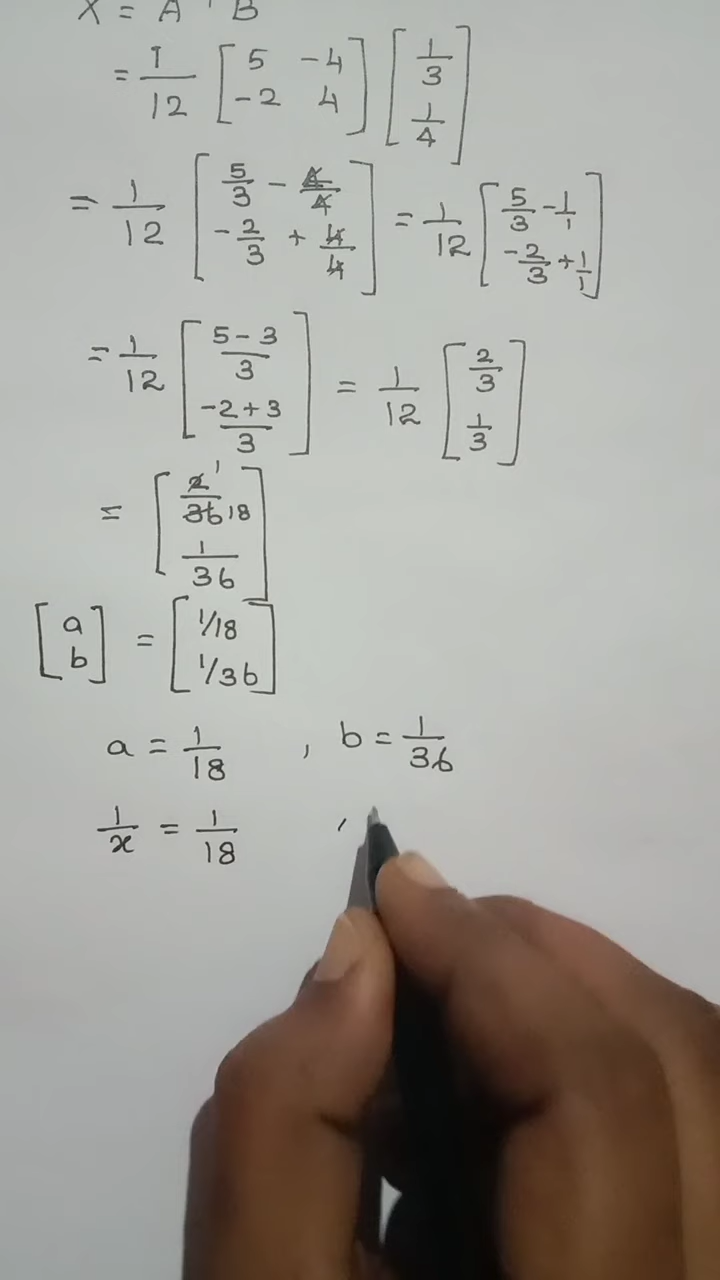 X = A⁻¹ B
= 1/12 [5 -4; -2 4] [1/3; 1/4]
= 1/12 [5/3 - 4/4; -2/3 + 4/4] = 1/12 [5/3 - 1/1; -2/3 + 1/1]
= 1/12 [5-3/3; -2+3/3] = 1/12 [2/3; 1/3]
= [2 1/36 18; 1/36]
[a; b] = [1/18; 1/36]
a = 1/18 , b = 1/36
1/x = 1/18 ,